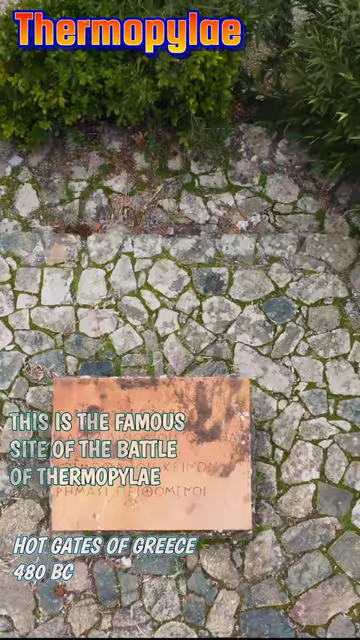 Thermopylae
THIS IS THE FAMOUS
SITE OF THE BATTLE
OF THERMOPYLAE
ΡΗΜΑΣΙ ΠΕΙΘΟΜΕΝΟΙ
HOT GATES OF GREECE
480 BC